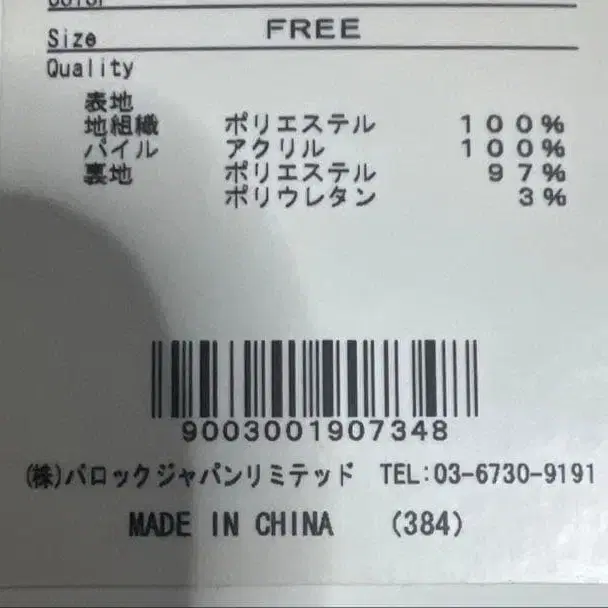 Color
Size FREE
Quality
表地
地組織 ポリエステル 100%
パイル アクリル 100%
裏地 ポリエステル 97%
ポリウレタン 3%
9003001907348
(株)バロックジャパンリミテッド TEL:03-6730-9191
MADE IN CHINA (384)